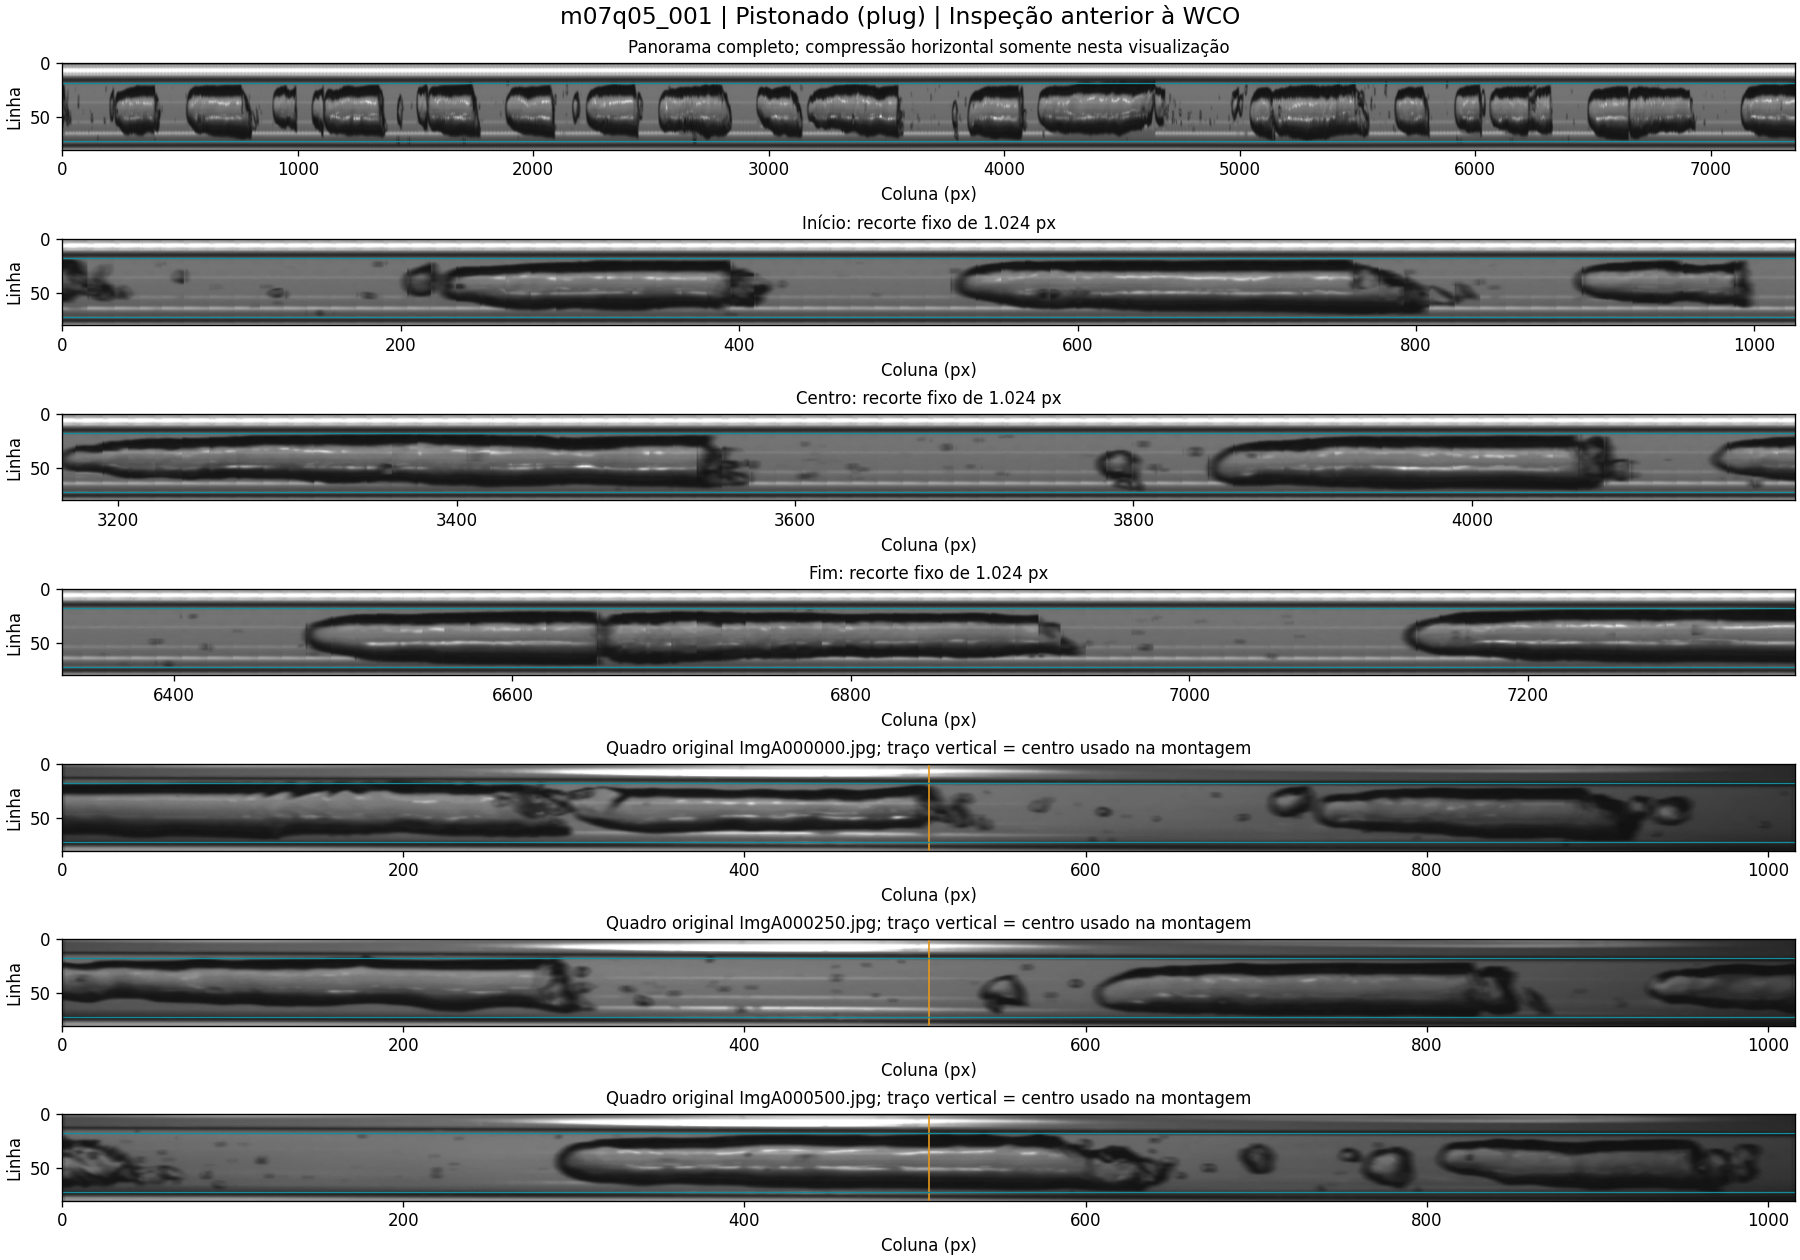 m07q05_001 | Pistonado (plug) | Inspeção anterior à WCO
Panorama completo; compressão horizontal somente nesta visualização
0
50
Linha
0 1000 2000 3000 4000 5000 6000 7000
Coluna (px)
Início: recorte fixo de 1.024 px
0
50
Linha
0 200 400 600 800 1000
Coluna (px)
Centro: recorte fixo de 1.024 px
0
50
Linha
3200 3400 3600 3800 4000
Coluna (px)
Fim: recorte fixo de 1.024 px
0
50
Linha
6400 6600 6800 7000 7200
Coluna (px)
Quadro original ImgA000000.jpg; traço vertical = centro usado na montagem
0
50
Linha
0 200 400 600 800 1000
Coluna (px)
Quadro original ImgA000250.jpg; traço vertical = centro usado na montagem
0
50
Linha
0 200 400 600 800 1000
Coluna (px)
Quadro original ImgA000500.jpg; traço vertical = centro usado na montagem
0
50
Linha
0 200 400 600 800 1000
Coluna (px)